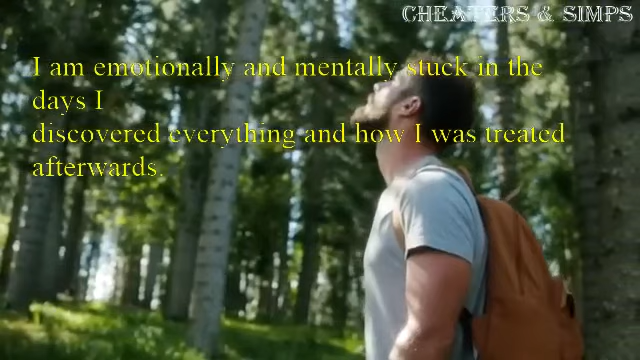 CHEATERS & SIMPS
I am emotionally and mentally stuck in the
days I
discovered everything and how I was treated
afterwards.